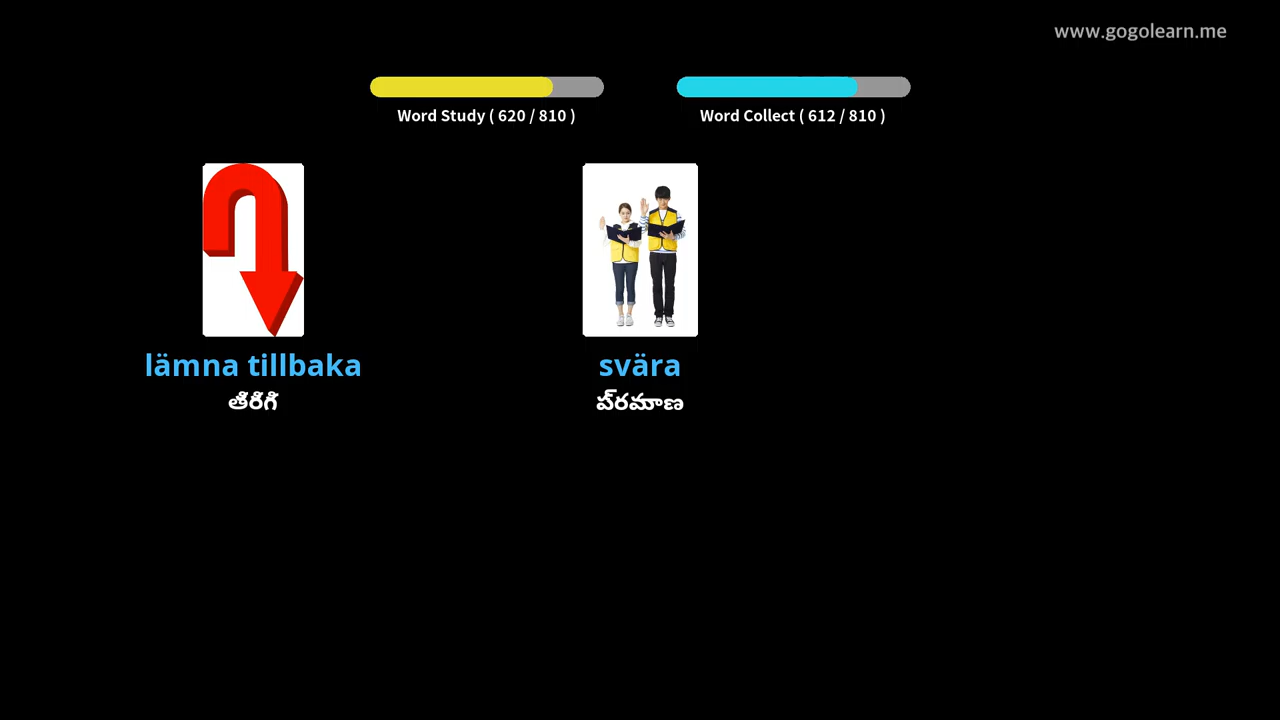 www.gogolearn.me
Word Study ( 620 / 810 )
Word Collect ( 612 / 810 )
lämna tillbaka
తిరిగి
svära
ప్రమాణ